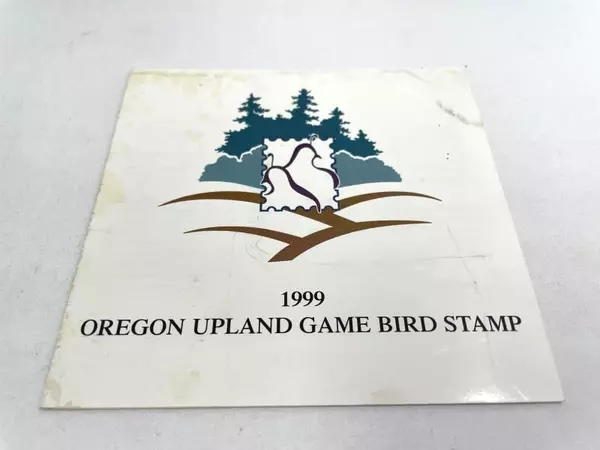 1999
OREGON UPLAND GAME BIRD STAMP